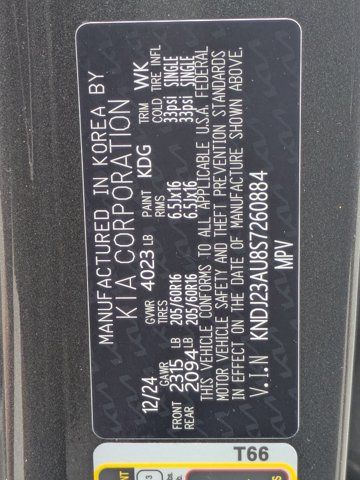 MANUFACTURED IN KOREA BY
KIA CORPORATION
12/24 GVWR 4023 LB PAINT KDG TRIM WK
GAWR TIRES RIMS COLD TIRE INFL
FRONT 2315 LB 205/60R16 6.5Jx16 33psi SINGLE
REAR 2094 LB 205/60R16 6.5Jx16 33psi SINGLE
THIS VEHICLE CONFORMS TO ALL APPLICABLE U.S.A. FEDERAL
MOTOR VEHICLE SAFETY AND THEFT PREVENTION STANDARDS
IN EFFECT ON THE DATE OF MANUFACTURE SHOWN ABOVE.
V.I.N KNDJ23AU8S7260884
MPV
T66